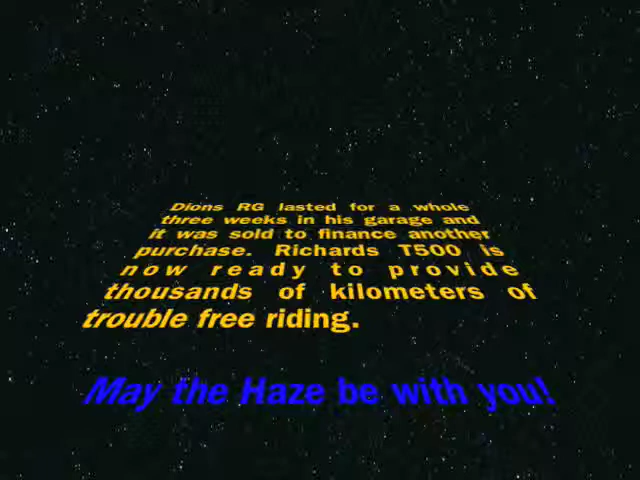 Dions RG lasted for a whole
three weeks in his garage and
it was sold to finance another
purchase. Richards T500 is
now ready to provide
thousands of kilometers of
trouble free riding.
May the Haze be with you!